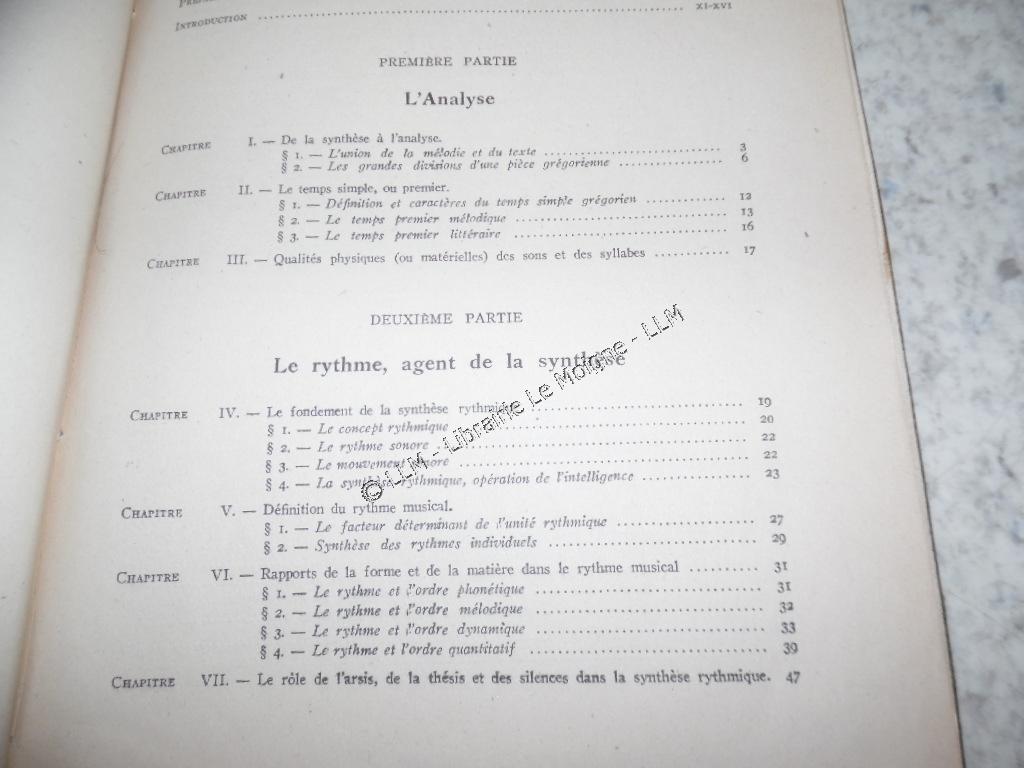 INTRODUCTION ........ XI-XVI
PREMIÈRE PARTIE
L'Analyse
CHAPITRE I. — De la synthèse à l'analyse.
§ 1. — L'union de la mélodie et du texte ........ 3
§ 2. — Les grandes divisions d'une pièce grégorienne ........ 6
CHAPITRE II. — Le temps simple, ou premier.
§ 1. — Définition et caractères du temps simple grégorien ........ 12
§ 2. — Le temps premier mélodique ........ 13
§ 3. — Le temps premier littéraire ........ 16
CHAPITRE III. — Qualités physiques (ou matérielles) des sons et des syllabes ........ 17
DEUXIÈME PARTIE
Le rythme, agent de la synthèse
CHAPITRE IV. — Le fondement de la synthèse rythmique ........ 19
§ 1. — Le concept rythmique ........ 20
§ 2. — Le rythme sonore ........ 22
§ 3. — Le mouvement sonore ........ 22
§ 4. — La synthèse rythmique, opération de l'intelligence ........ 23
CHAPITRE V. — Définition du rythme musical.
§ 1. — Le facteur déterminant de l'unité rythmique ........ 27
§ 2. — Synthèse des rythmes individuels ........ 29
CHAPITRE VI. — Rapports de la forme et de la matière dans le rythme musical ........ 31
§ 1. — Le rythme et l'ordre phonétique ........ 31
§ 2. — Le rythme et l'ordre mélodique ........ 32
§ 3. — Le rythme et l'ordre dynamique ........ 33
§ 4. — Le rythme et l'ordre quantitatif ........ 39
CHAPITRE VII. — Le rôle de l'arsis, de la thésis et des silences dans la synthèse rythmique. 47
© LLM - Librairie Le Moigne - LLM